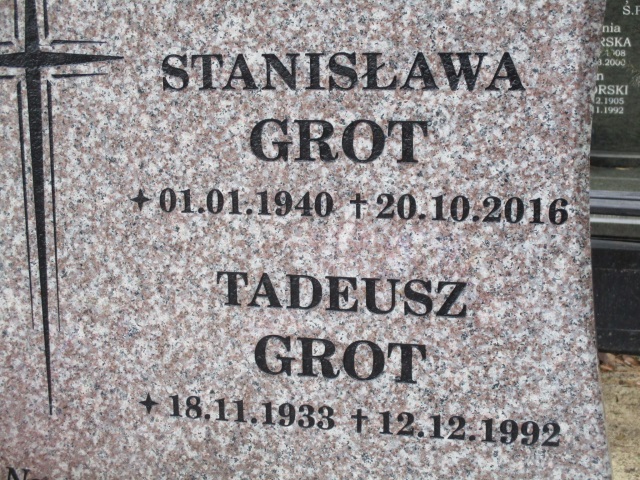 STANISŁAWA
GROT
✦ 01.01.1940 ✝ 20.10.2016
TADEUSZ
GROT
✦ 18.11.1933 ✝ 12.12.1992